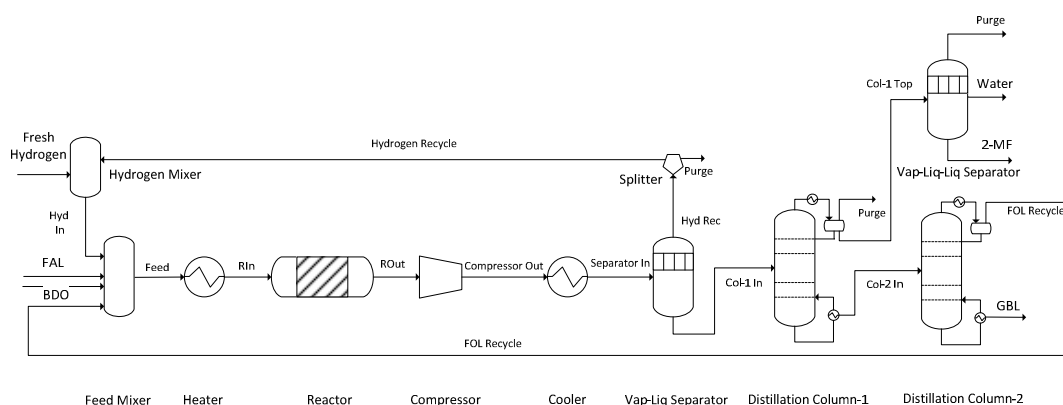 Purge
Col-1 Top
Water
2-MF
Vap-Liq-Liq Separator
Fresh
Hydrogen
Hydrogen Recycle
Hydrogen Mixer
Splitter
Purge
Hyd
In
Hyd Rec
Purge
FOL Recycle
FAL
BDO
Feed
RIn
ROut
Compressor Out
Separator In
Col-1 In
Col-2 In
GBL
FOL Recycle
Feed Mixer
Heater
Reactor
Compressor
Cooler
Vap-Liq Separator
Distillation Column-1
Distillation Column-2